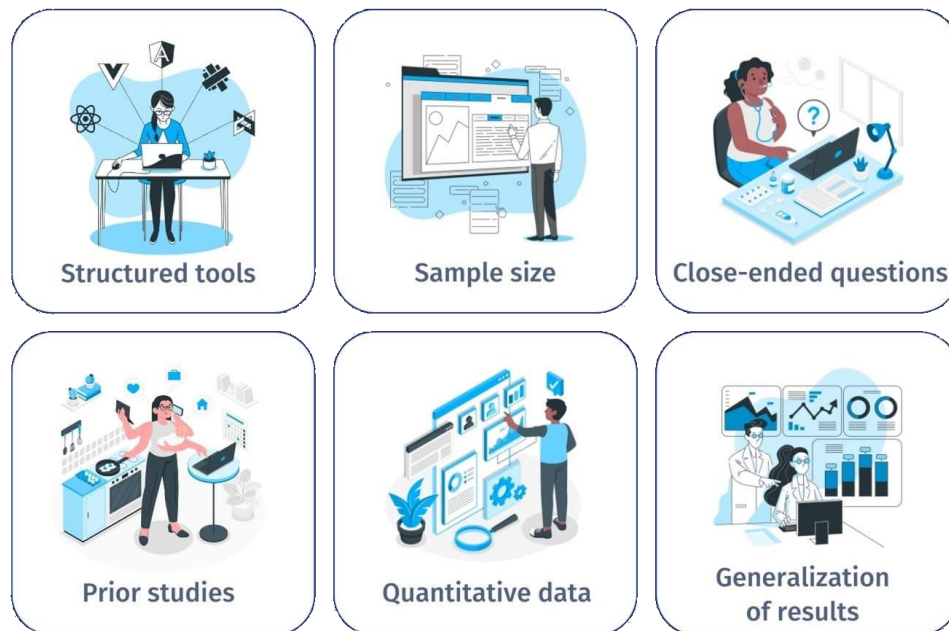 Structured tools
Sample size
Close-ended questions
Prior studies
Quantitative data
Generalization
of results